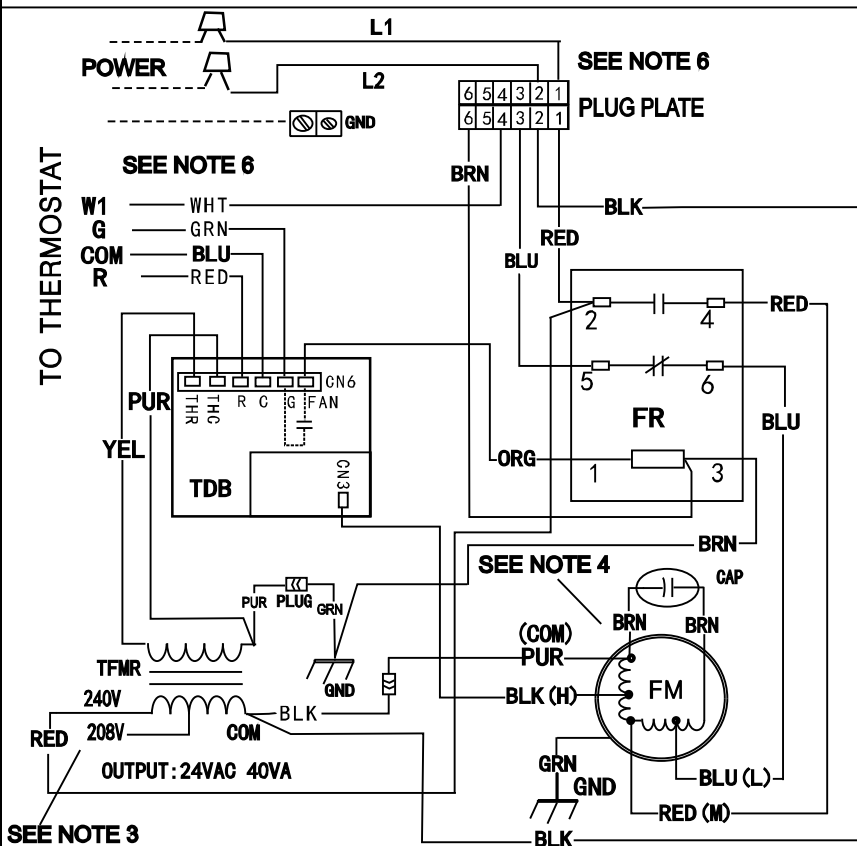 L1
POWER
L2
SEE NOTE 6
6 5 4 3 2 1
6 5 4 3 2 1
PLUG PLATE
GND
SEE NOTE 6
BRN
TO THERMOSTAT
W1 WHT
G GRN
COM BLU
R RED
BLK
RED
BLU
2 4 RED
5 6
FR
BLU
1 3
ORG
CN6
THR THC R C G FAN
PUR
YEL
TDB
CN3
BRN
SEE NOTE 4
CAP
PUR PLUG GRN
BRN BRN
(COM)
PUR
TFMR
GND
BLK (H)
FM
240V
BLK
RED 208V COM
GRN
GND
BLU (L)
OUTPUT: 24VAC 40VA
RED (M)
SEE NOTE 3
BLK